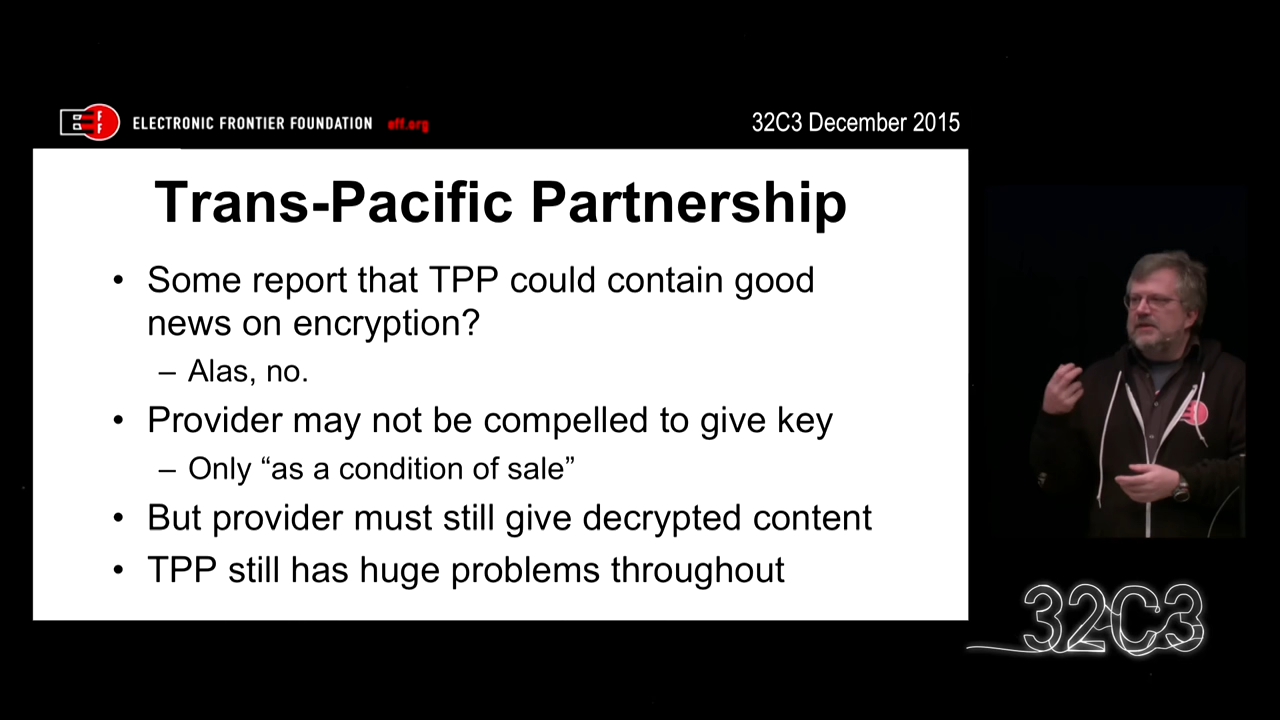 ELECTRONIC FRONTIER FOUNDATION eff.org
32C3 December 2015
Trans-Pacific Partnership
• Some report that TPP could contain good
news on encryption?
– Alas, no.
• Provider may not be compelled to give key
– Only “as a condition of sale”
• But provider must still give decrypted content
• TPP still has huge problems throughout
32C3